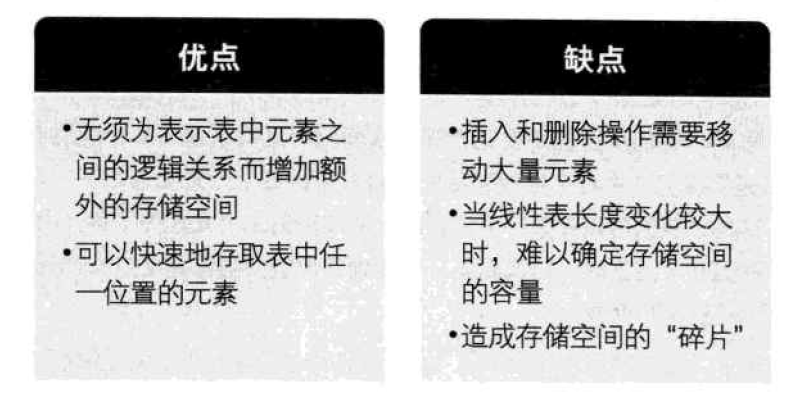 优点
•无须为表示表中元素之
间的逻辑关系而增加额
外的存储空间
•可以快速地存取表中任
一位置的元素
缺点
•插入和删除操作需要移
动大量元素
•当线性表长度变化较大
时，难以确定存储空间
的容量
•造成存储空间的“碎片”